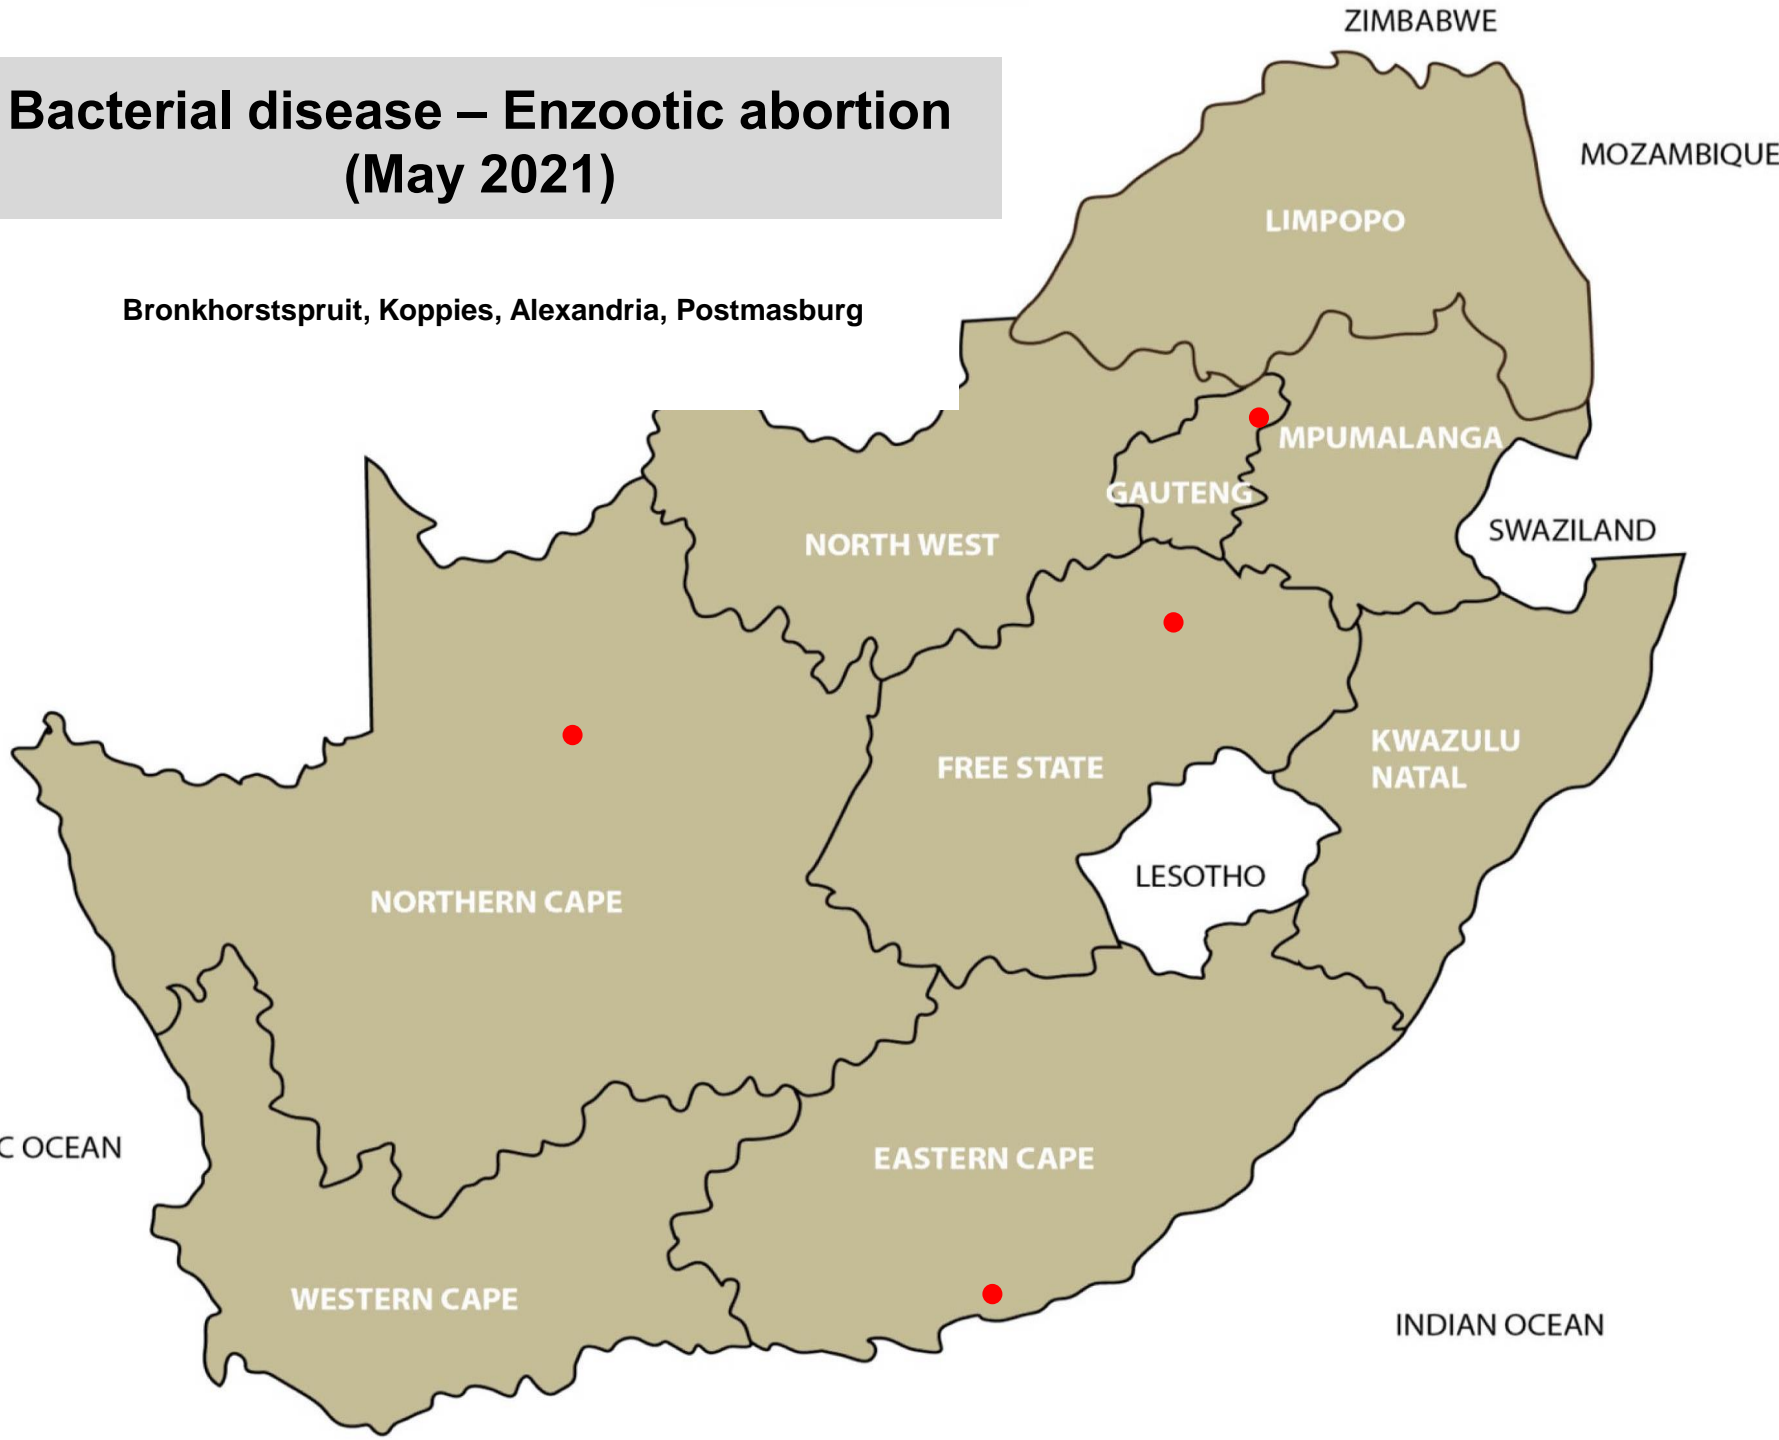 ZIMBABWE
Bacterial disease – Enzootic abortion
(May 2021)
MOZAMBIQUE
LIMPOPO
Bronkhorstspruit, Koppies, Alexandria, Postmasburg
MPUMALANGA
GAUTENG
SWAZILAND
NORTH WEST
KWAZULU
NATAL
FREE STATE
LESOTHO
NORTHERN CAPE
C OCEAN
EASTERN CAPE
WESTERN CAPE
INDIAN OCEAN